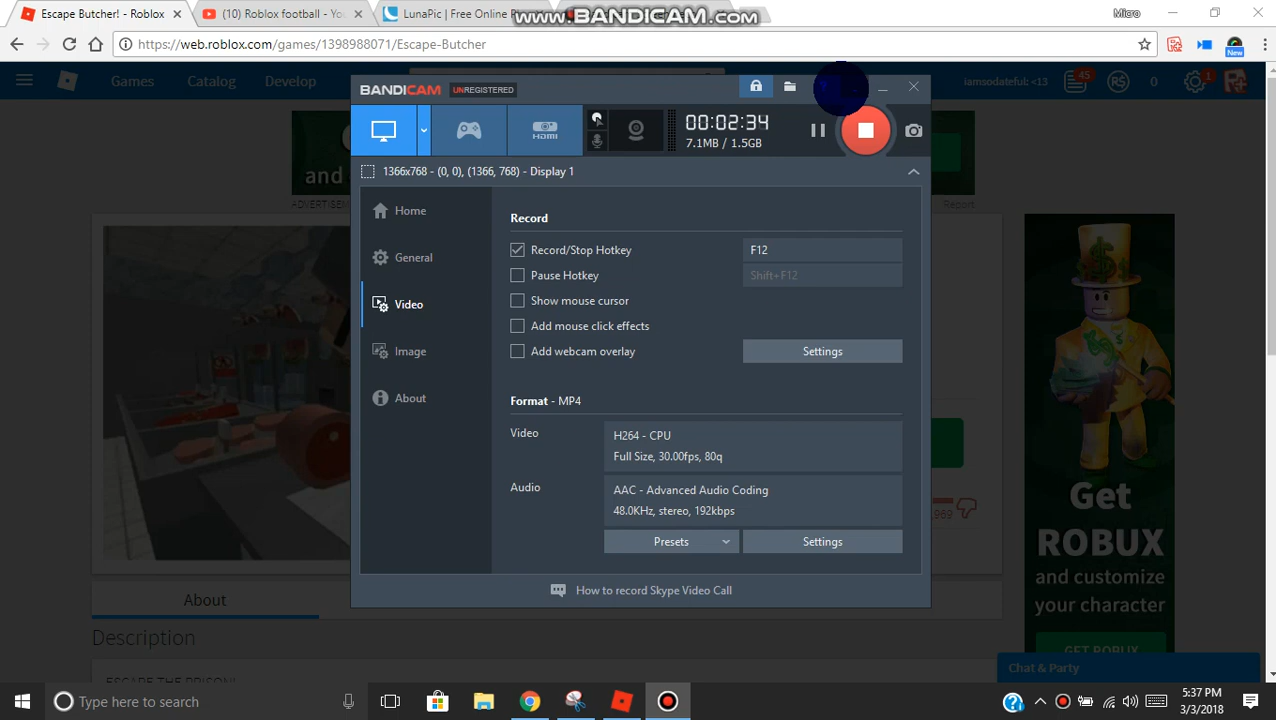 Escape Butcher! - Roblox
(10) Roblox football - You
LunaPic | Free Online P
www.BANDICAM.com
Micro
https://web.roblox.com/games/1398988071/Escape-Butcher
New
Games
Catalog
Develop
iamsodateful: <13
45
R$
0
1
BANDICAM
UNREGISTERED
00:02:34
7.1MB / 1.5GB
HDMI
1366x768 - (0, 0), (1366, 768) - Display 1
and
ADVERTISEM
Report
Home
General
Video
Image
About
Record
Record/Stop Hotkey
F12
Pause Hotkey
Shift+F12
Show mouse cursor
Add mouse click effects
Add webcam overlay
Settings
Format - MP4
Video
H264 - CPU
Full Size, 30.00fps, 80q
Audio
AAC - Advanced Audio Coding
48.0KHz, stereo, 192kbps
Presets
Settings
How to record Skype Video Call
Get
ROBUX
and customize
your character
GET ROBUX
About
Description
ESCAPE THE PRISON!
Chat & Party
Type here to search
5:37 PM
3/3/2018